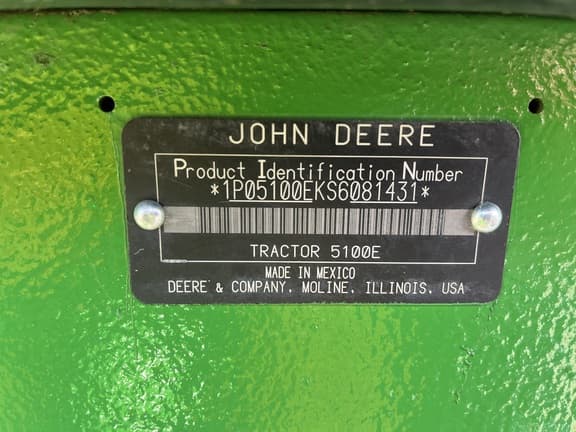 JOHN DEERE
Product Identification Number
*1P05100EKS6081431*
TRACTOR 5100E
MADE IN MEXICO
DEERE & COMPANY, MOLINE, ILLINOIS, USA